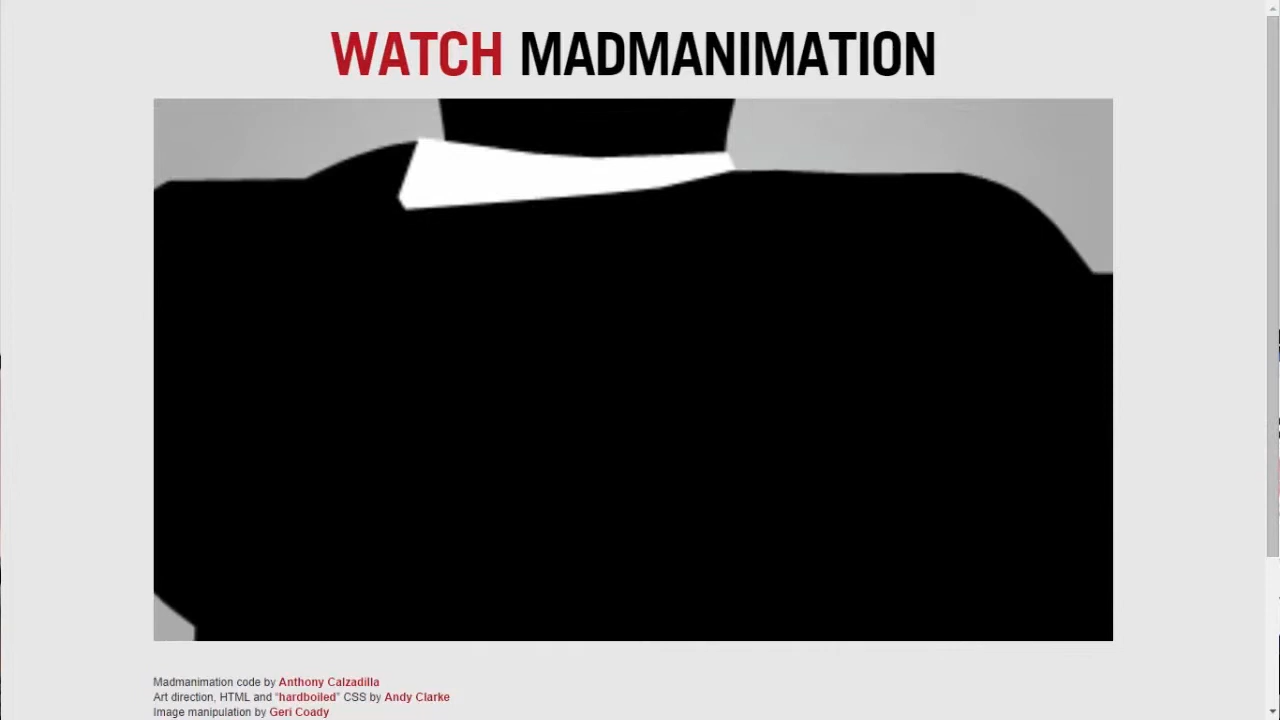 WATCH MADMANIMATION
Madmanimation code by Anthony Calzadilla
Art direction, HTML and “hardboiled” CSS by Andy Clarke
Image manipulation by Geri Coady